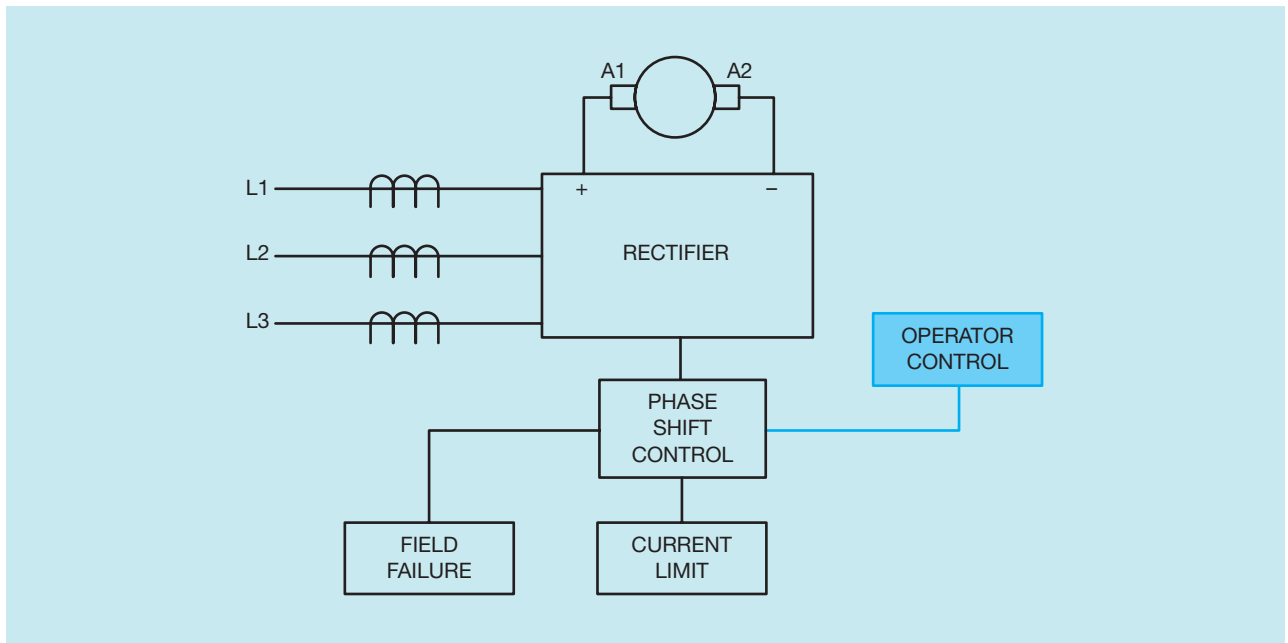 A1
A2
L1
+
−
L2
RECTIFIER
L3
OPERATOR
CONTROL
PHASE
SHIFT
CONTROL
FIELD
FAILURE
CURRENT
LIMIT